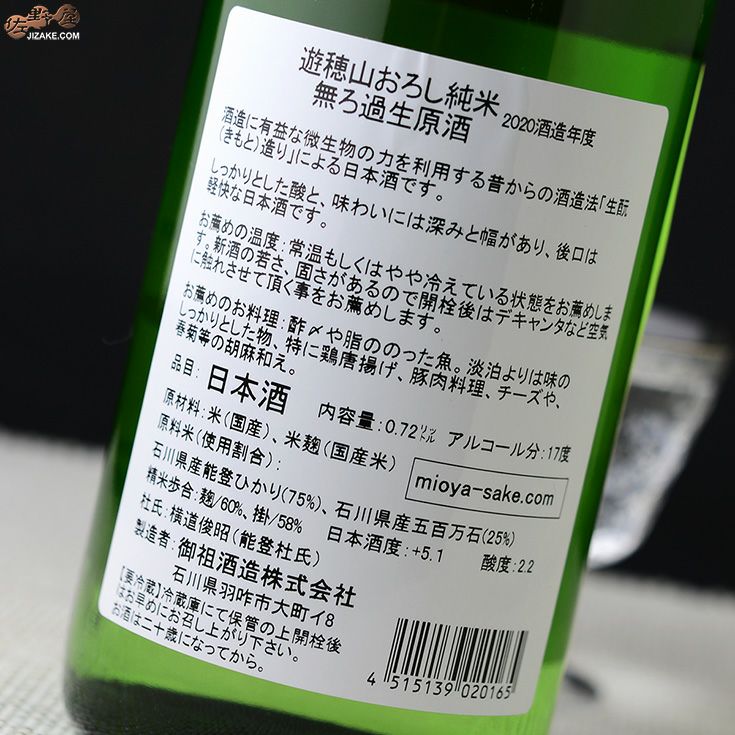 佐野屋
JIZAKE.COM
遊穂山おろし純米
無ろ過生原酒 2020酒造年度
酒造に有益な微生物の力を利用する昔からの酒造法「生酛
(きもと)造り」による日本酒です。
しっかりとした酸と、味わいには深みと幅があり、後口は
軽快な日本酒です。
お薦めの温度:常温もしくはやや冷えている状態をお薦めしま
す。新酒の若さ、固さがあるので開栓後はデキャンタなど空気
に触れさせて頂く事をお薦めします。
お薦めのお料理:酢〆や脂ののった魚。淡泊よりは味の
しっかりとした物、特に鶏唐揚げ、豚肉料理、チーズや、
春菊等の胡麻和え。
品目:日本酒 内容量:0.72㍑ アルコール分:17度
原材料:米(国産)、米麹(国産米)
原料米(使用割合):
mioya-sake.com
石川県産能登ひかり(75%)、石川県産五百万石(25%)
精米歩合:麹/60%、掛/58% 日本酒度:+5.1 酸度:2.2
杜氏:横道俊昭(能登杜氏)
製造者:御祖酒造株式会社
石川県羽咋市大町イ8
【要冷蔵】冷蔵庫にて保管の上開栓後
はお早めにお召し上がり下さい。
お酒は二十歳になってから。
4 515139 020165